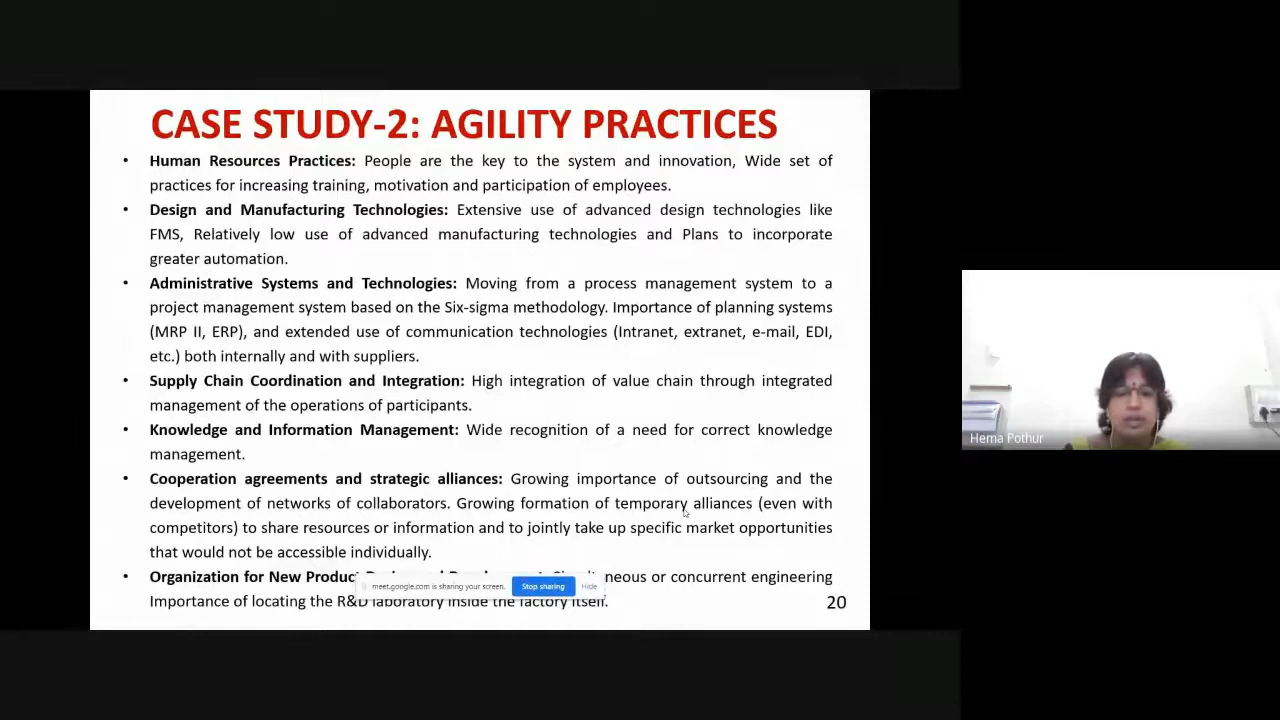 CASE STUDY-2: AGILITY PRACTICES
• Human Resources Practices: People are the key to the system and innovation, Wide set of
practices for increasing training, motivation and participation of employees.
• Design and Manufacturing Technologies: Extensive use of advanced design technologies like
FMS, Relatively low use of advanced manufacturing technologies and Plans to incorporate
greater automation.
• Administrative Systems and Technologies: Moving from a process management system to a
project management system based on the Six-sigma methodology. Importance of planning systems
(MRP II, ERP), and extended use of communication technologies (Intranet, extranet, e-mail, EDI,
etc.) both internally and with suppliers.
• Supply Chain Coordination and Integration: High integration of value chain through integrated
management of the operations of participants.
• Knowledge and Information Management: Wide recognition of a need for correct knowledge
management.
• Cooperation agreements and strategic alliances: Growing importance of outsourcing and the
development of networks of collaborators. Growing formation of temporary alliances (even with
competitors) to share resources or information and to jointly take up specific market opportunities
that would not be accessible individually.
• Organization for New Product or concurrent engineering
meet.google.com is sharing your screen. Stop sharing Hide
Importance of locating the R&D laboratory inside the factory itself.
20
Hema Pothur